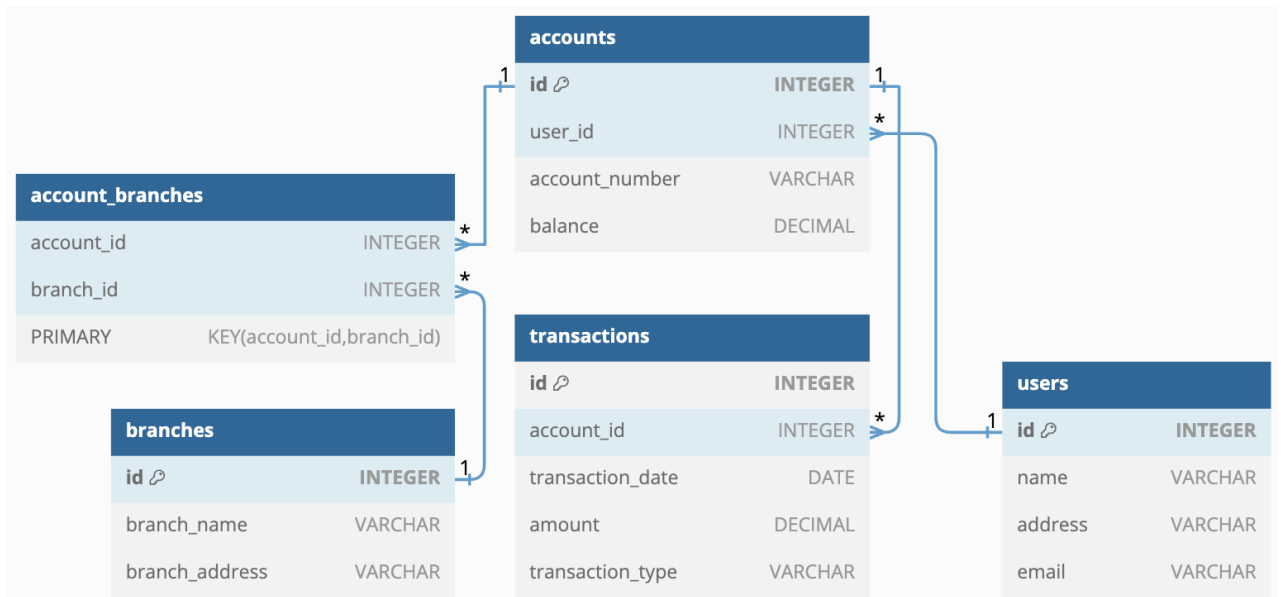 accounts
1
id INTEGER
1
user_id INTEGER
*
account_number VARCHAR
balance DECIMAL
account_branches
account_id INTEGER
*
branch_id INTEGER
*
PRIMARY KEY(account_id,branch_id)
branches
id INTEGER
1
branch_name VARCHAR
branch_address VARCHAR
transactions
id INTEGER
account_id INTEGER
*
transaction_date DATE
amount DECIMAL
transaction_type VARCHAR
users
1
id INTEGER
name VARCHAR
address VARCHAR
email VARCHAR